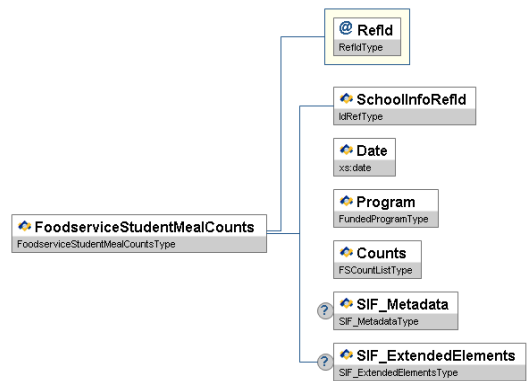 @ RefId
RefIdType
SchoolInfoRefId
IdRefType
Date
xs:date
Program
FundedProgramType
FoodserviceStudentMealCounts
FoodserviceStudentMealCountsType
Counts
FSCountListType
? SIF_Metadata
SIF_MetadataType
? SIF_ExtendedElements
SIF_ExtendedElementsType